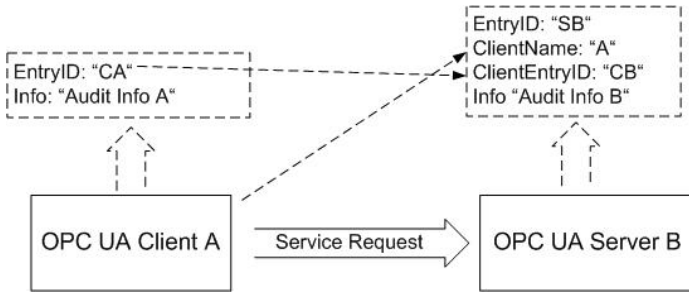 EntryID: "CA"
Info: "Audit Info A"
EntryID: "SB"
ClientName: "A"
ClientEntryID: "CB"
Info "Audit Info B"
OPC UA Client A
Service Request
OPC UA Server B